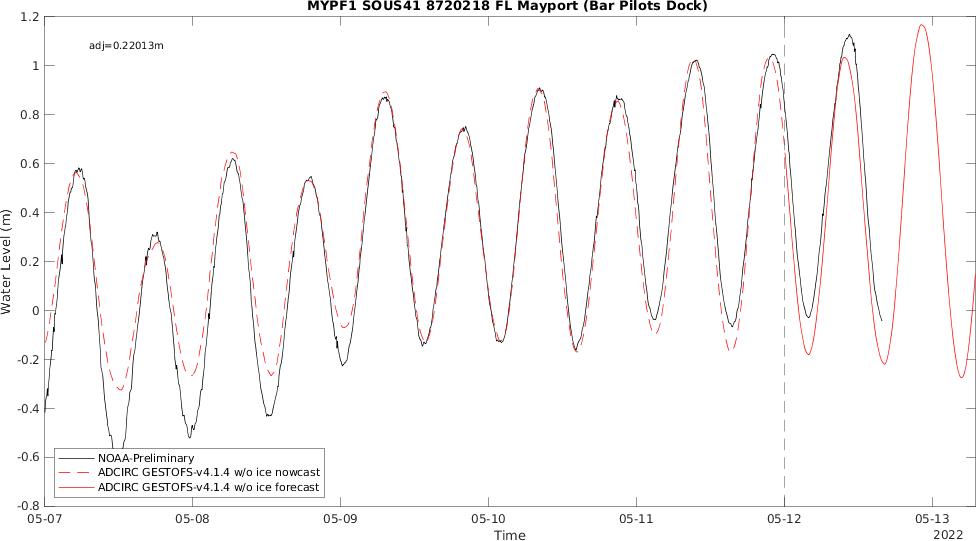 MYPF1 SOUS41 8720218 FL Mayport (Bar Pilots Dock)
adj=0.22013m
Water Level (m)
1.2
1
0.8
0.6
0.4
0.2
0
-0.2
-0.4
-0.6
-0.8
NOAA-Preliminary
ADCIRC GESTOFS-v4.1.4 w/o ice nowcast
ADCIRC GESTOFS-v4.1.4 w/o ice forecast
05-07 05-08 05-09 05-10 05-11 05-12 05-13
Time
2022